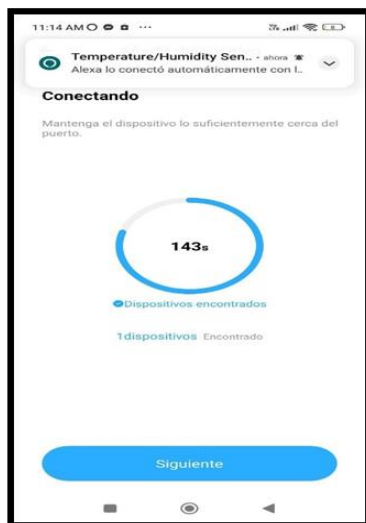 11:14 AM
Temperature/Humidity Sen.. • ahora
Alexa lo conectó automáticamente con l..
Conectando
Mantenga el dispositivo lo suficientemente cerca del
puerto.
143s
Dispositivos encontrados
1dispositivos Encontrado
Siguiente